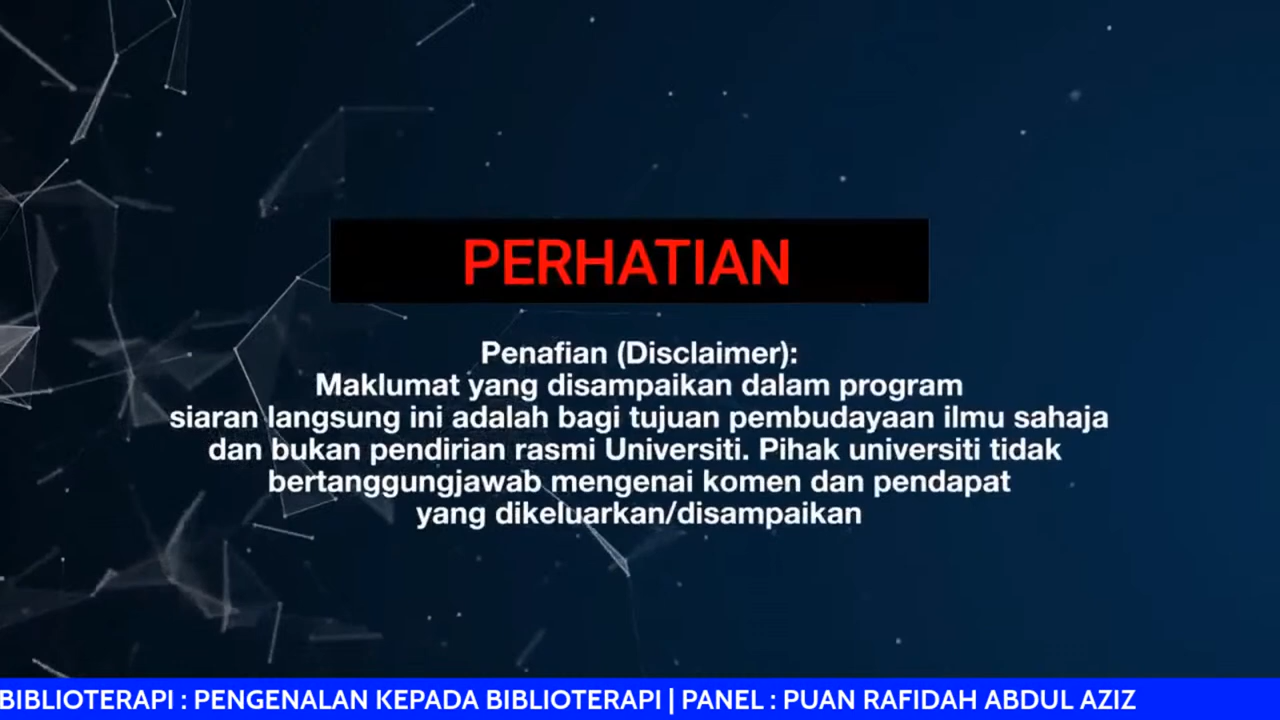 PERHATIAN
Penafian (Disclaimer):
Maklumat yang disampaikan dalam program
siaran langsung ini adalah bagi tujuan pembudayaan ilmu sahaja
dan bukan pendirian rasmi Universiti. Pihak universiti tidak
bertanggungjawab mengenai komen dan pendapat
yang dikeluarkan/disampaikan
BIBLIOTERAPI : PENGENALAN KEPADA BIBLIOTERAPI | PANEL : PUAN RAFIDAH ABDUL AZIZ